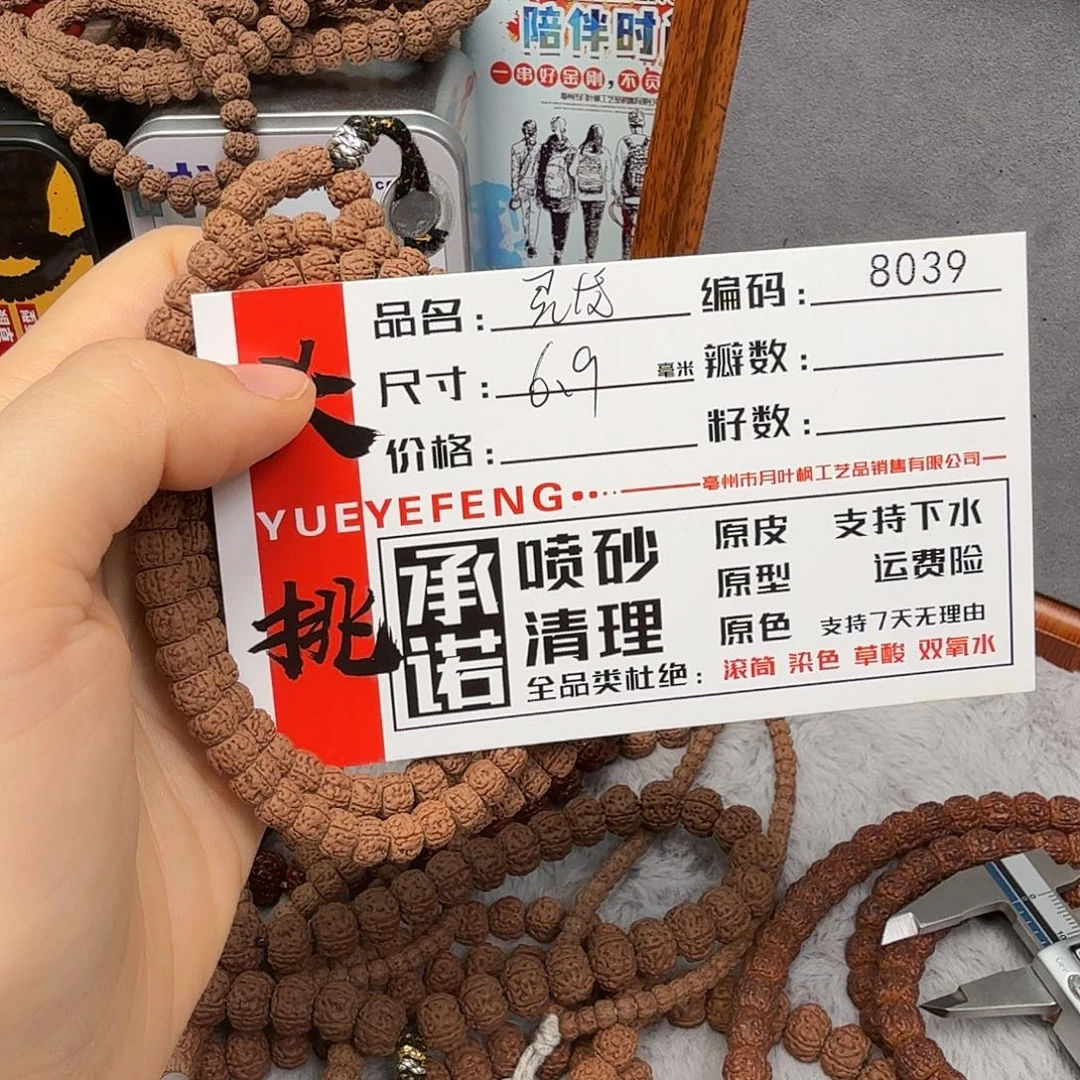 陪伴时
一串好金刚,不负
品名: 编码: 8039
尺寸: 6.9 毫米 瓣数:
价格: 籽数:
YUEYEFENG 亳州市月叶枫工艺品销售有限公司
大挑
承诺
喷砂 原皮 支持下水
清理 原型 运费险
原色 支持7天无理由
全品类杜绝: 滚筒 染色 草酸 双氧水